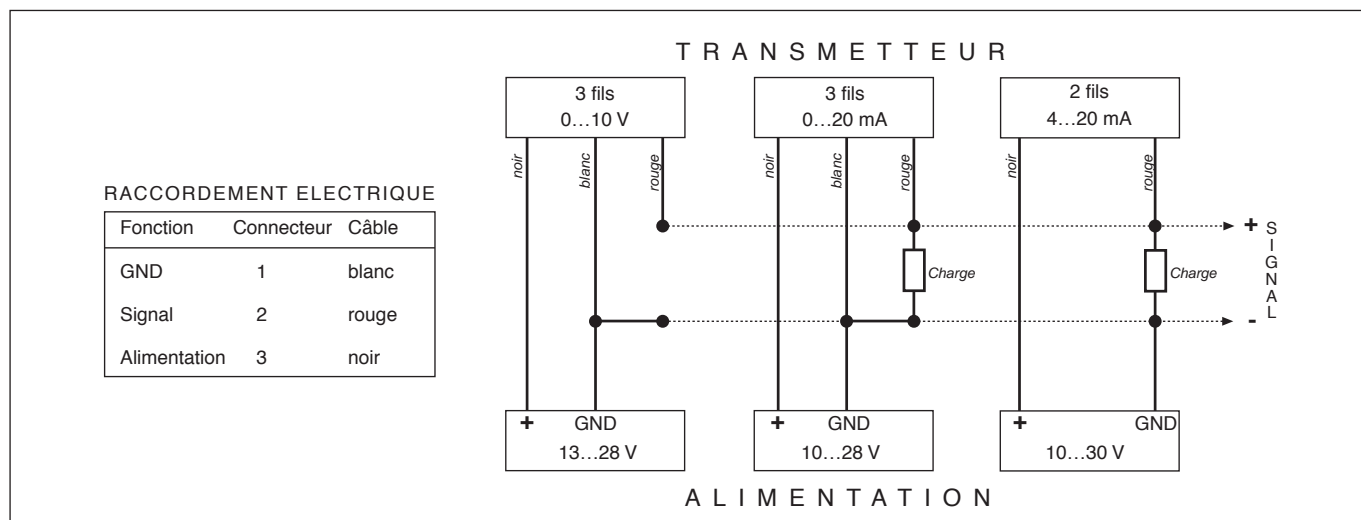 TRANSMETTEUR
3 fils
0…10 V
3 fils
0…20 mA
2 fils
4…20 mA
noir
blanc
rouge
noir
blanc
rouge
noir
rouge
RACCORDEMENT ELECTRIQUE
Fonction Connecteur Câble
GND 1 blanc
Signal 2 rouge
Alimentation 3 noir
Charge
Charge
+
SIGNAL
-
+ GND
13…28 V
+ GND
10…28 V
+ GND
10…30 V
ALIMENTATION